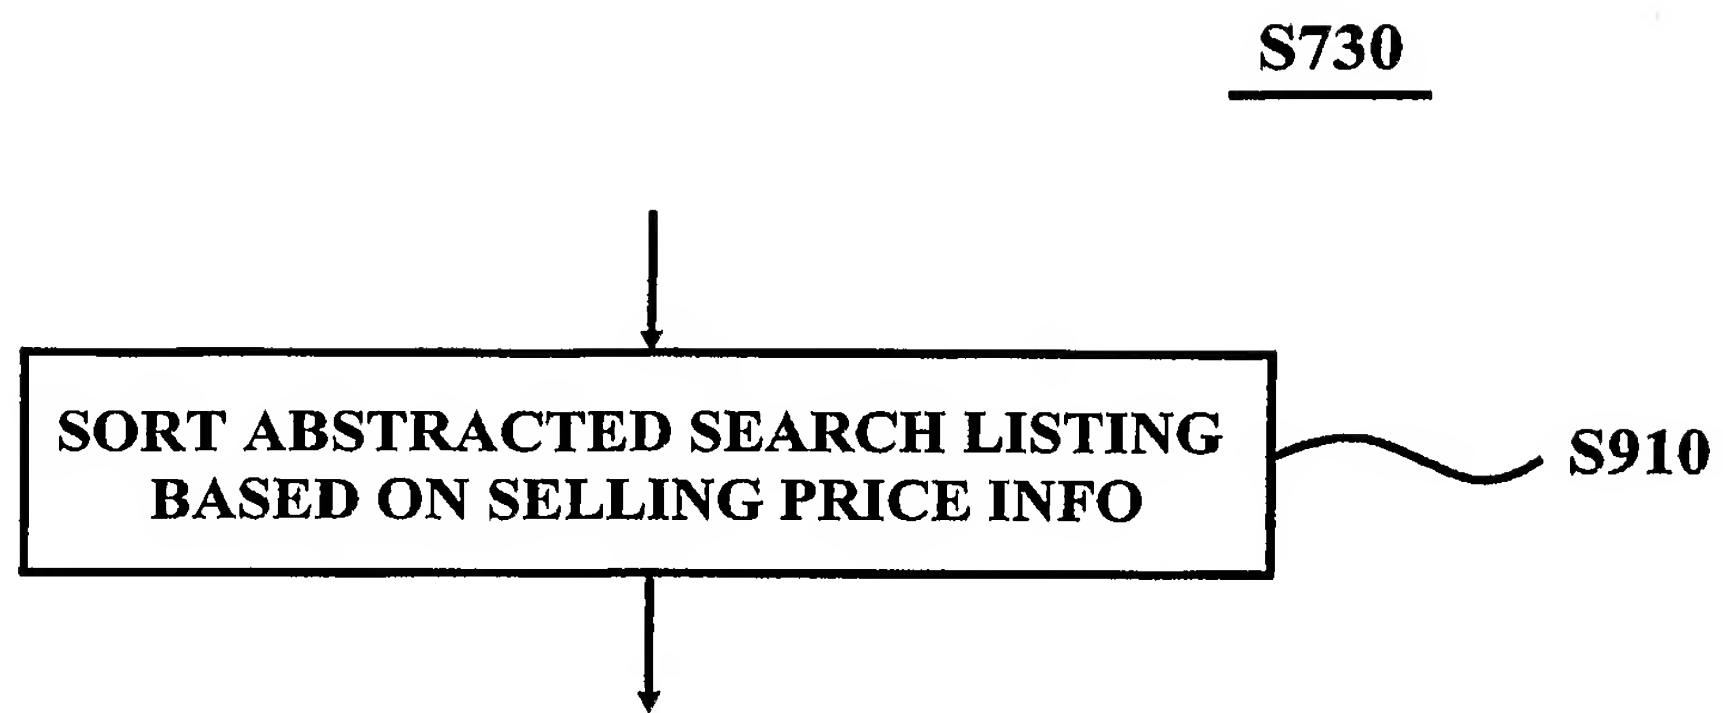 S730
SORT ABSTRACTED SEARCH LISTING
BASED ON SELLING PRICE INFO
S910